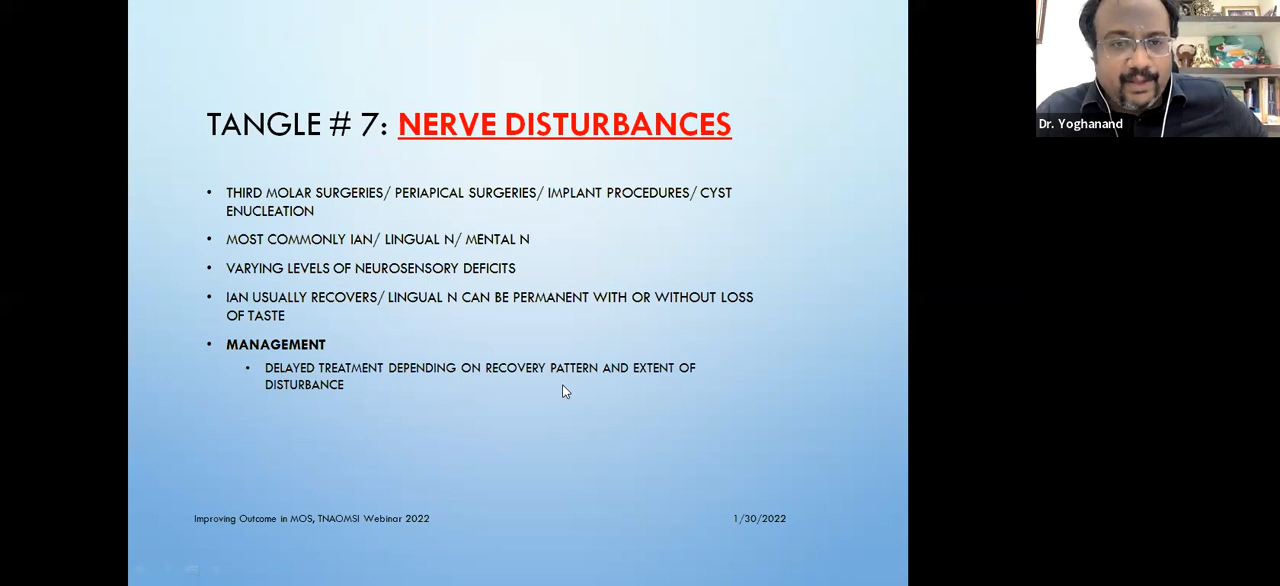 TANGLE # 7: NERVE DISTURBANCES
• THIRD MOLAR SURGERIES/ PERIAPICAL SURGERIES/ IMPLANT PROCEDURES/ CYST
ENUCLEATION
• MOST COMMONLY IAN/ LINGUAL N/ MENTAL N
• VARYING LEVELS OF NEUROSENSORY DEFICITS
• IAN USUALLY RECOVERS/ LINGUAL N CAN BE PERMANENT WITH OR WITHOUT LOSS
OF TASTE
• MANAGEMENT
• DELAYED TREATMENT DEPENDING ON RECOVERY PATTERN AND EXTENT OF
DISTURBANCE
Improving Outcome in MOS, TNAOMSI Webinar 2022
1/30/2022
Dr. Yoghanand